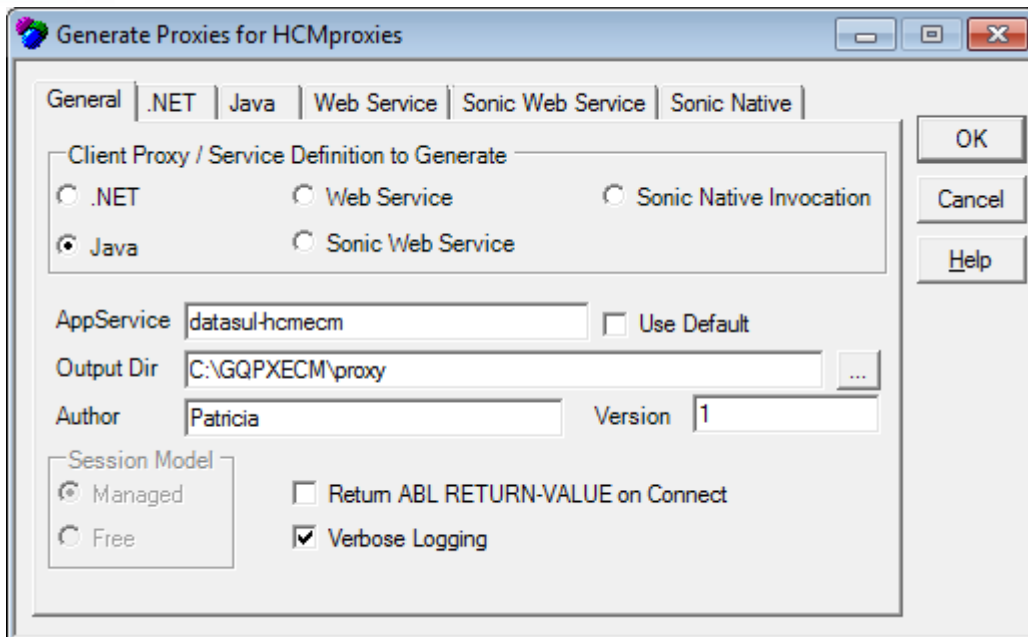 Generate Proxies for HCMproxies
General .NET Java Web Service Sonic Web Service Sonic Native
Client Proxy / Service Definition to Generate
.NET Web Service Sonic Native Invocation
Java Sonic Web Service
OK
Cancel
Help
AppService datasul-hcmecm Use Default
Output Dir C:\GQPXECM\proxy ...
Author Patricia Version 1
Session Model
Managed Return ABL RETURN-VALUE on Connect
Free Verbose Logging